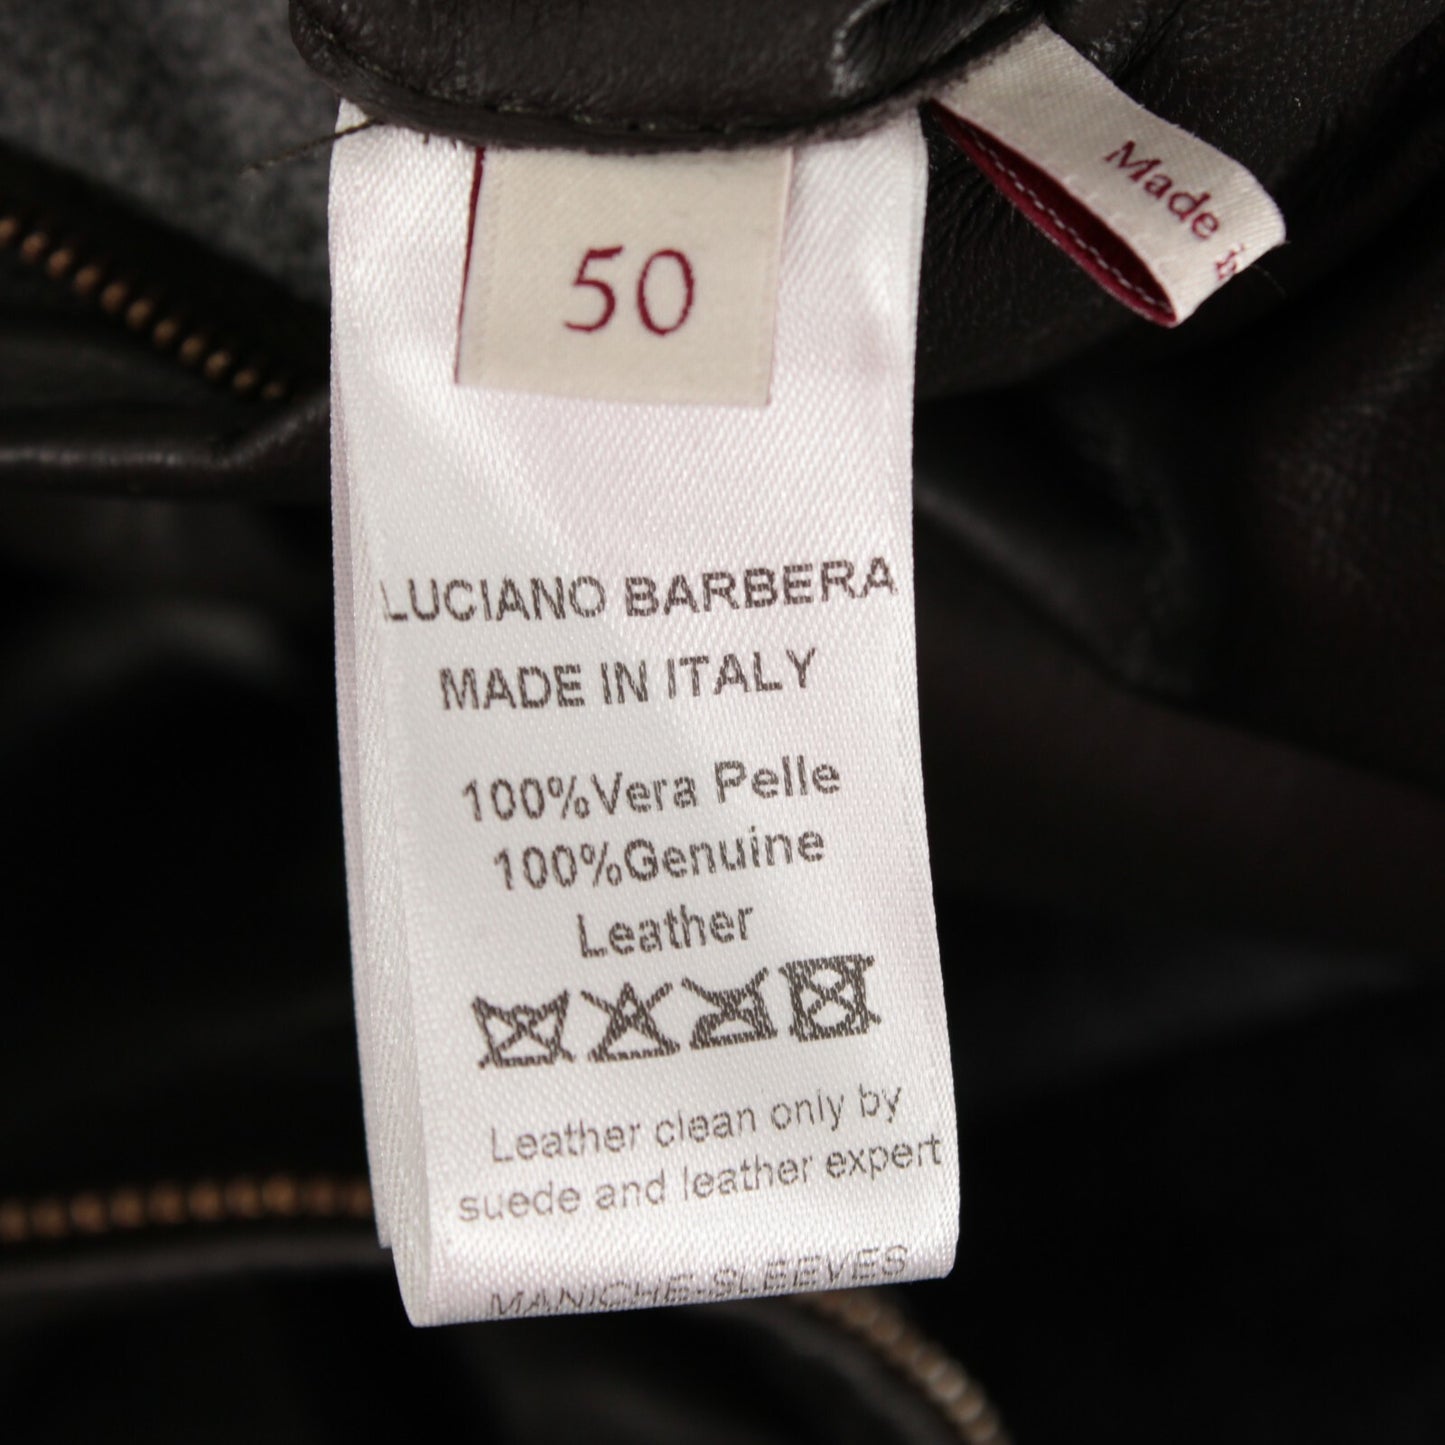 50
Made in
LUCIANO BARBERA
MADE IN ITALY
100%Vera Pelle
100%Genuine
Leather
Leather clean only by
suede and leather expert
MANICHE-SLEEVES